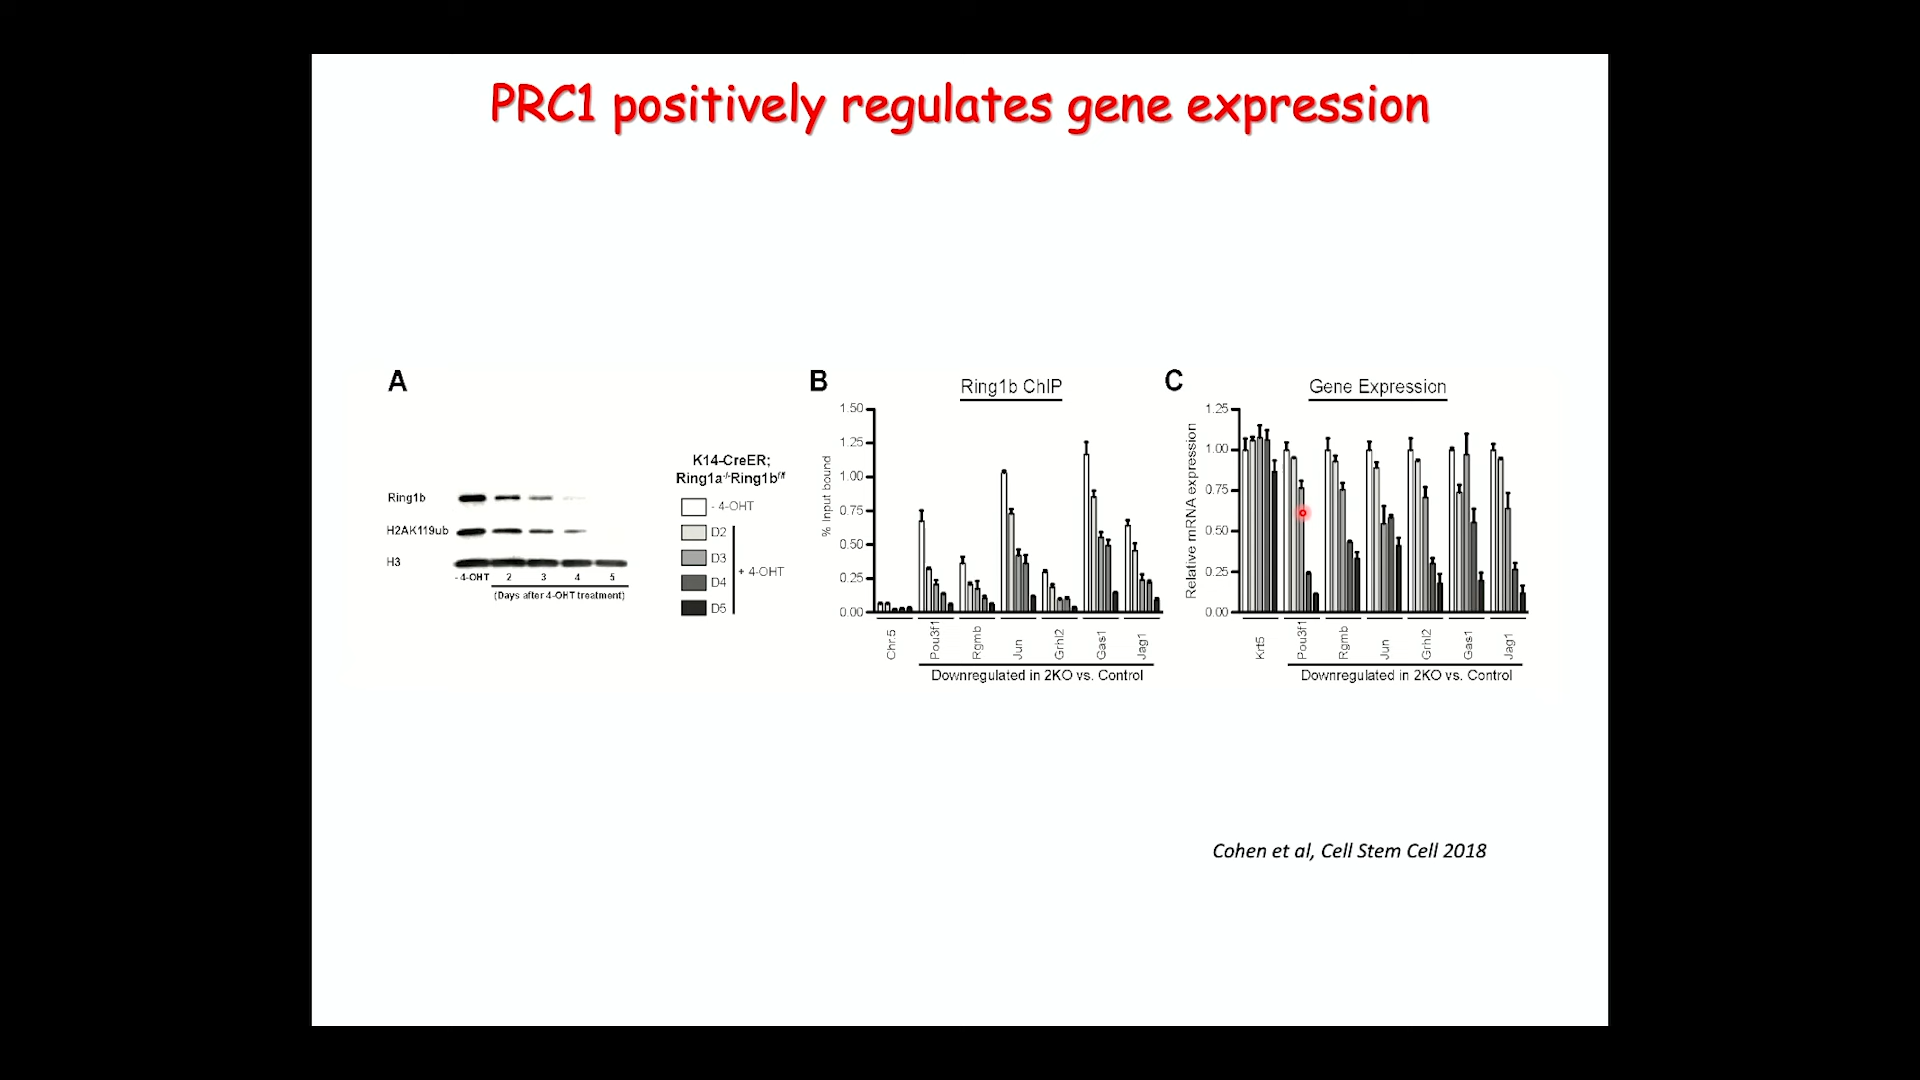 PRC1 positively regulates gene expression
A
Ring1b
H2AK119ub
H3
- 4-OHT 2 3 4 5
(Days after 4-OHT treatment)
K14-CreER;
Ring1a-/-Ring1bf/f
- 4-OHT
D2
D3
D4
D5
+ 4-OHT
B
Ring1b ChIP
% Input bound
1.50
1.25
1.00
0.75
0.50
0.25
0.00
Chr.5
Pou3f1
Rgmb
Jun
Grhl2
Gas1
Jag1
Downregulated in 2KO vs. Control
C
Gene Expression
Relative mRNA expression
1.25
1.00
0.75
0.50
0.25
0.00
Krt5
Pou3f1
Rgmb
Jun
Grhl2
Gas1
Jag1
Downregulated in 2KO vs. Control
Cohen et al, Cell Stem Cell 2018